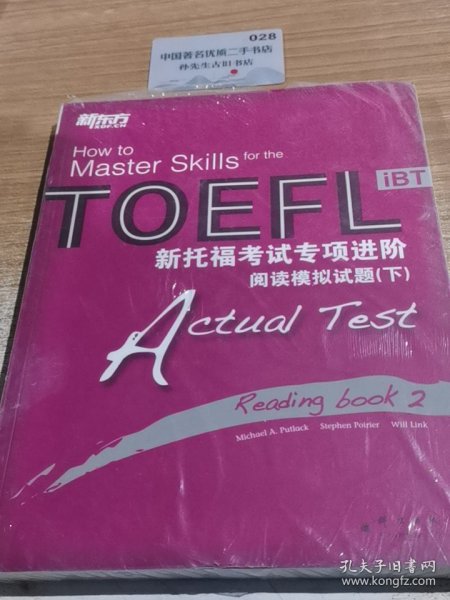 028
中国著名优质二手书店
孙先生古旧书店
新东方
XDF.CN
How to
Master Skills for the
TOEFL iBT
新托福考试专项进阶
阅读模拟试题(下)
Actual Test
Reading book 2
Michael A. Putlack Stephen Poirier Will Link
孔夫子旧书网
www.kongfz.com